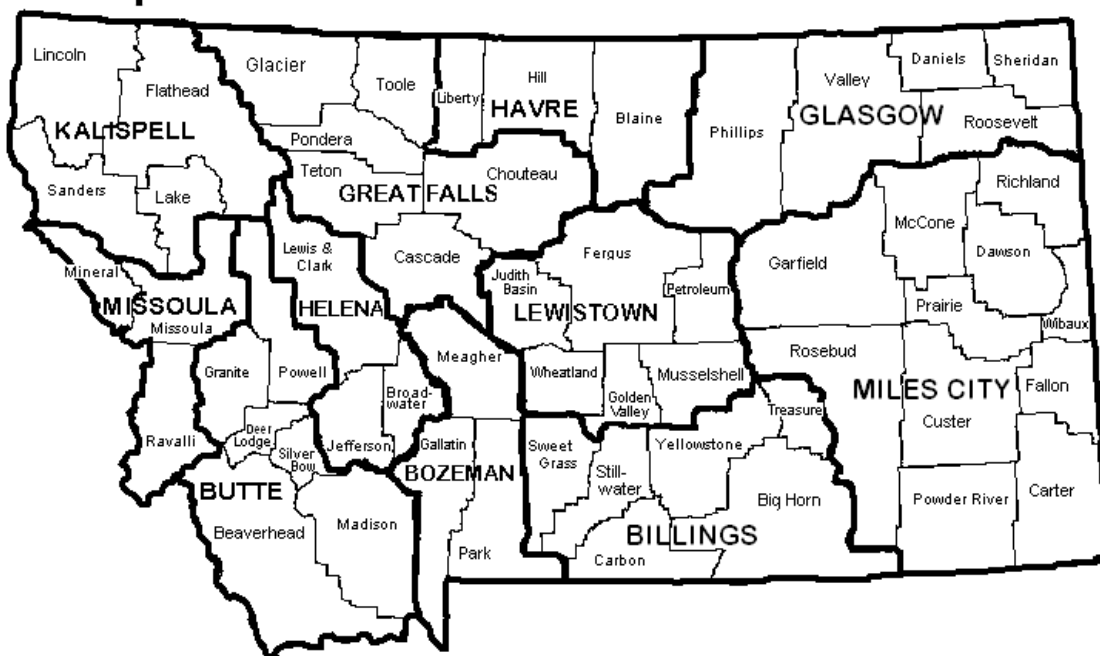 Lincoln
Flathead
KALISPELL
Sanders
Lake
Glacier
Toole
Pondera
Teton
Chouteau
GREAT FALLS
Cascade
Liberty
Hill
HAVRE
Blaine
Phillips
Valley
Daniels
Sheridan
GLASGOW
Roosevelt
Mineral
MISSOULA
Missoula
Ravalli
Lewis &
Clark
HELENA
Broad-
water
Jefferson
Granite
Powell
Deer
Lodge
Silver
Bow
BUTTE
Beaverhead
Madison
Meagher
Gallatin
BOZEMAN
Park
Judith
Basin
Fergus
Petroleum
LEWISTOWN
Wheatland
Golden
Valley
Musselshell
Sweet
Grass
Still-
water
Yellowstone
Treasure
Big Horn
BILLINGS
Carbon
Garfield
McCone
Richland
Dawson
Prairie
Wibaux
Rosebud
MILES CITY
Custer
Fallon
Powder River
Carter